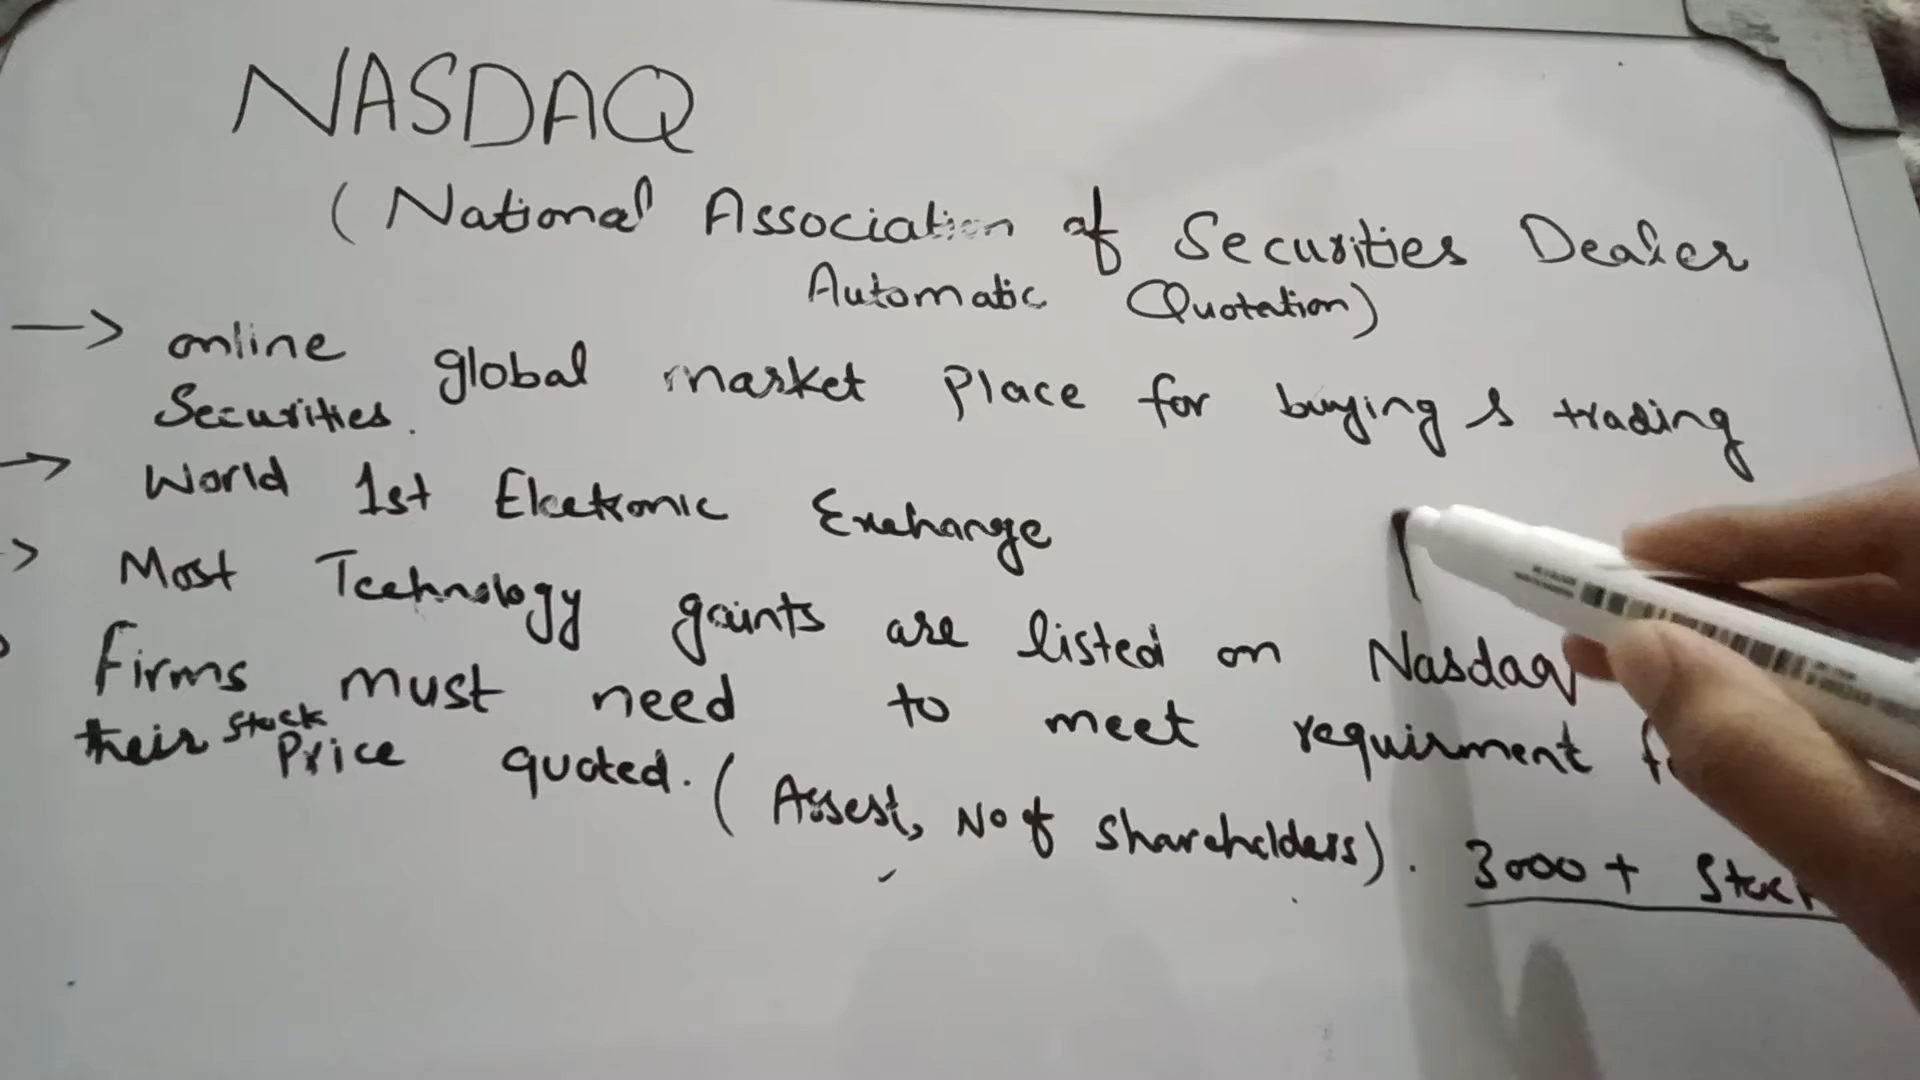 NASDAQ
(National Association of Securities Dealer
Automatic Quotation)
→ online global market place for buying & trading
Securities.
→ World 1st Electronic Exchange
→ Most Technology gaints are listed on Nasdaq
Firms must need to meet requirment
their stock Price quoted. (Assest, No of shareholders). 3000+